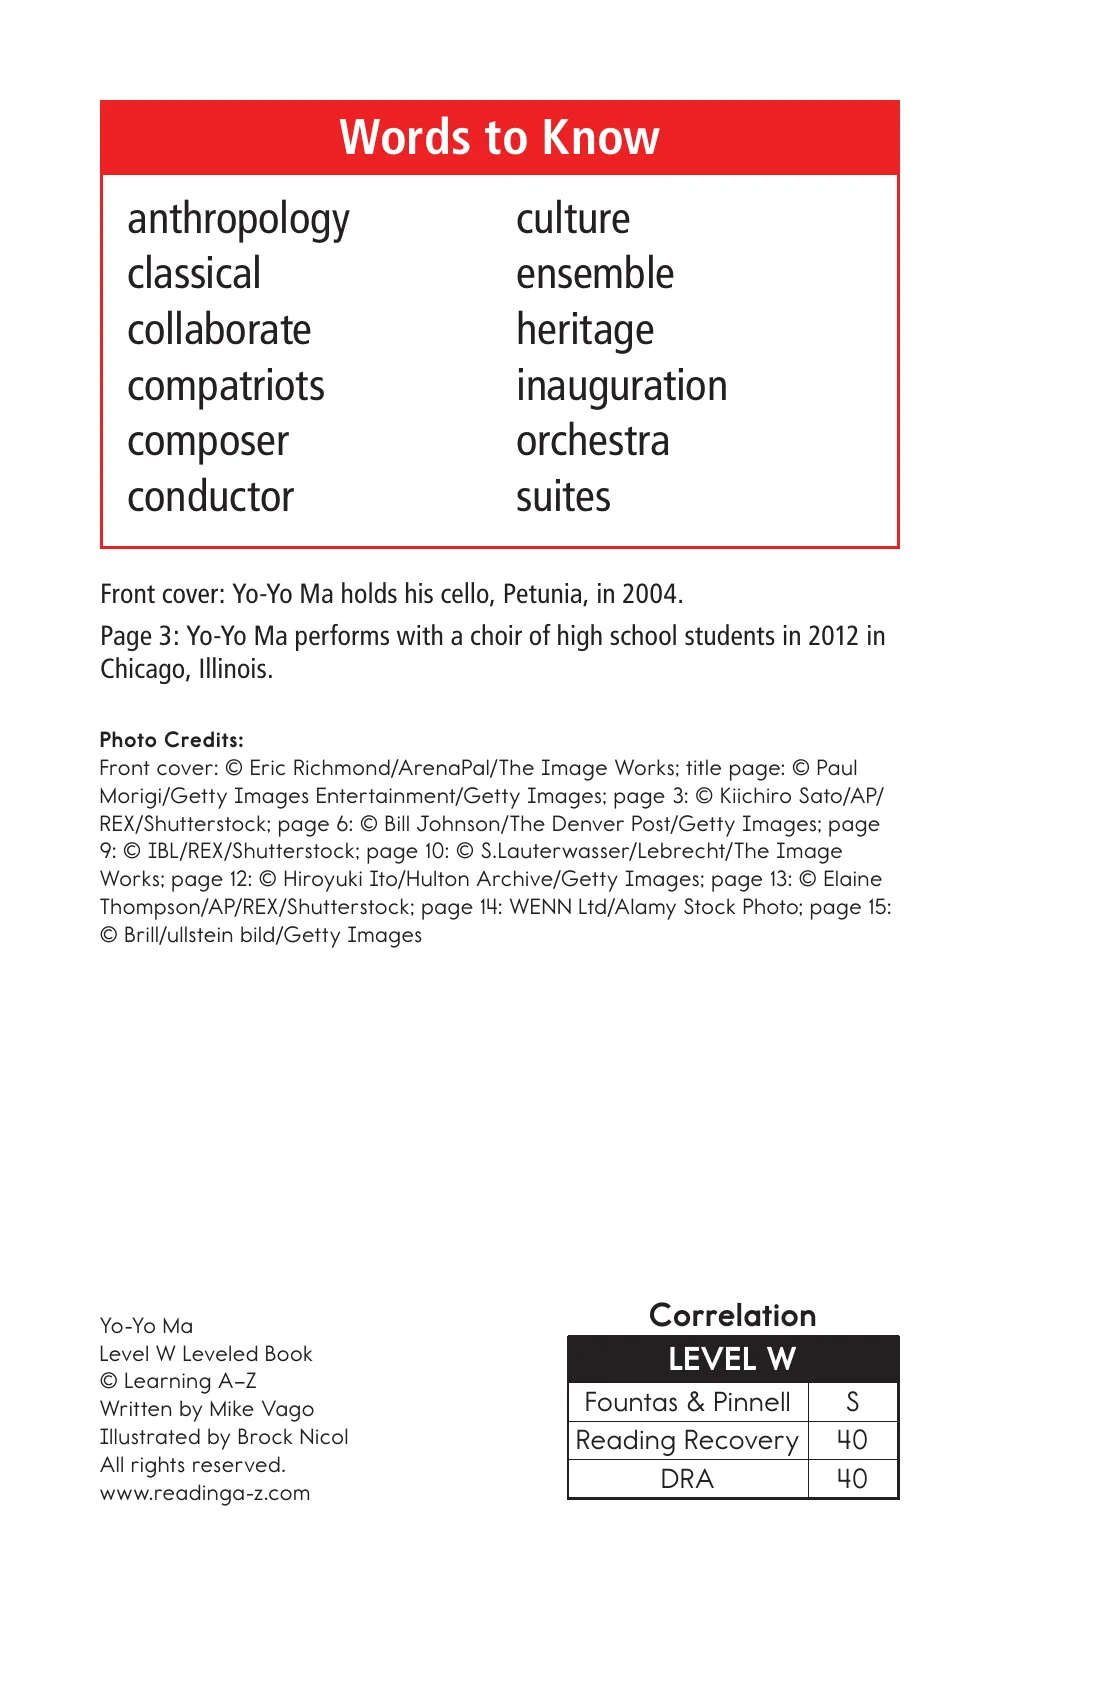 Words to Know
anthropology
classical
collaborate
compatriots
composer
conductor
culture
ensemble
heritage
inauguration
orchestra
suites
Front cover: Yo-Yo Ma holds his cello, Petunia, in 2004.
Page 3: Yo-Yo Ma performs with a choir of high school students in 2012 in
Chicago, Illinois.
Photo Credits:
Front cover: © Eric Richmond/ArenaPal/The Image Works; title page: © Paul
Morigi/Getty Images Entertainment/Getty Images; page 3: © Kiichiro Sato/AP/
REX/Shutterstock; page 6: © Bill Johnson/The Denver Post/Getty Images; page
9: © IBL/REX/Shutterstock; page 10: © S.Lauterwasser/Lebrecht/The Image
Works; page 12: © Hiroyuki Ito/Hulton Archive/Getty Images; page 13: © Elaine
Thompson/AP/REX/Shutterstock; page 14: WENN Ltd/Alamy Stock Photo; page 15:
© Brill/ullstein bild/Getty Images
Yo-Yo Ma
Level W Leveled Book
© Learning A–Z
Written by Mike Vago
Illustrated by Brock Nicol
All rights reserved.
www.readinga-z.com
Correlation
LEVEL W
Fountas & Pinnell S
Reading Recovery 40
DRA 40